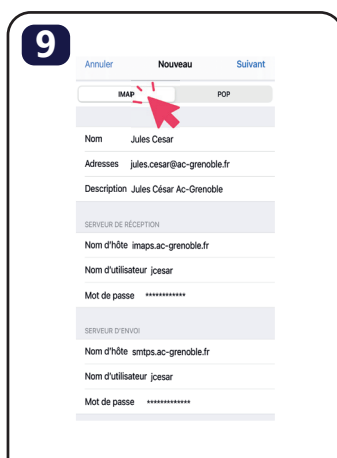 9
Annuler Nouveau Suivant
IMAP POP
Nom Jules Cesar
Adresses jules.cesar@ac-grenoble.fr
Description Jules César Ac-Grenoble
SERVEUR DE RÉCEPTION
Nom d'hôte imaps.ac-grenoble.fr
Nom d'utilisateur jcesar
Mot de passe ************
SERVEUR D'ENVOI
Nom d'hôte smtps.ac-grenoble.fr
Nom d'utilisateur jcesar
Mot de passe *************